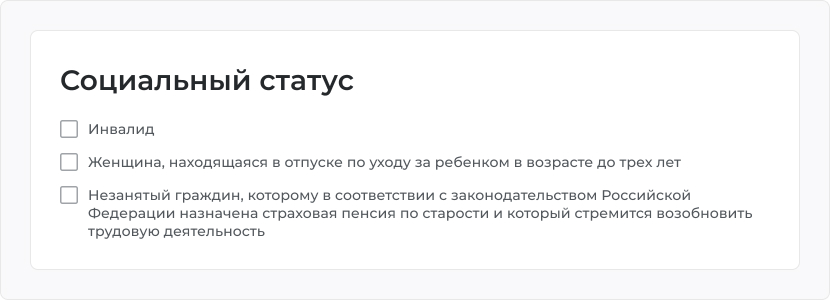 Социальный статус
Инвалид
Женщина, находящаяся в отпуске по уходу за ребенком в возрасте до трех лет
Незанятый граждин, которому в соответствии с законодательством Российской
Федерации назначена страховая пенсия по старости и который стремится возобновить
трудовую деятельность